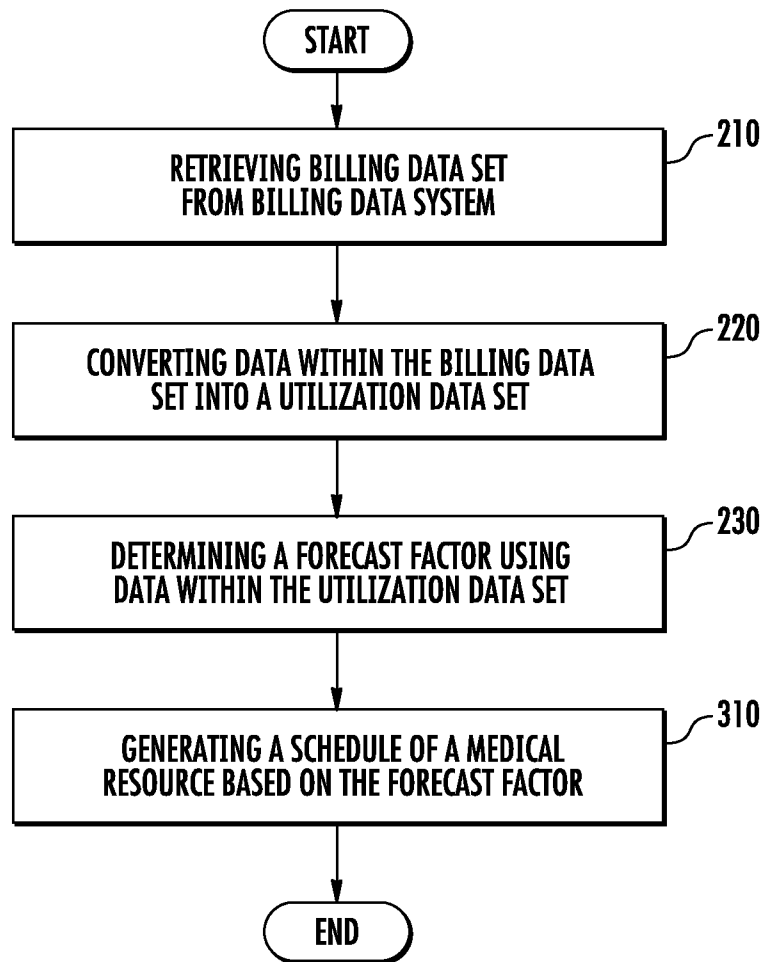 START
210
RETRIEVING BILLING DATA SET
FROM BILLING DATA SYSTEM
220
CONVERTING DATA WITHIN THE BILLING DATA
SET INTO A UTILIZATION DATA SET
230
DETERMINING A FORECAST FACTOR USING
DATA WITHIN THE UTILIZATION DATA SET
310
GENERATING A SCHEDULE OF A MEDICAL
RESOURCE BASED ON THE FORECAST FACTOR
END